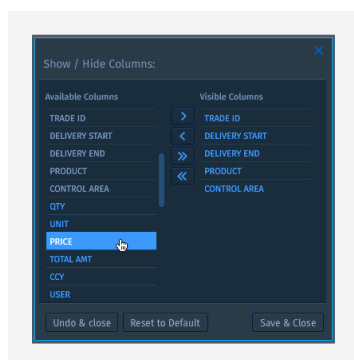 Show / Hide Columns:
Available Columns
TRADE ID
DELIVERY START
DELIVERY END
PRODUCT
CONTROL AREA
QTY
UNIT
PRICE
TOTAL AMT
CCY
USER
Visible Columns
TRADE ID
DELIVERY START
DELIVERY END
PRODUCT
CONTROL AREA
Undo & close
Reset to Default
Save & Close